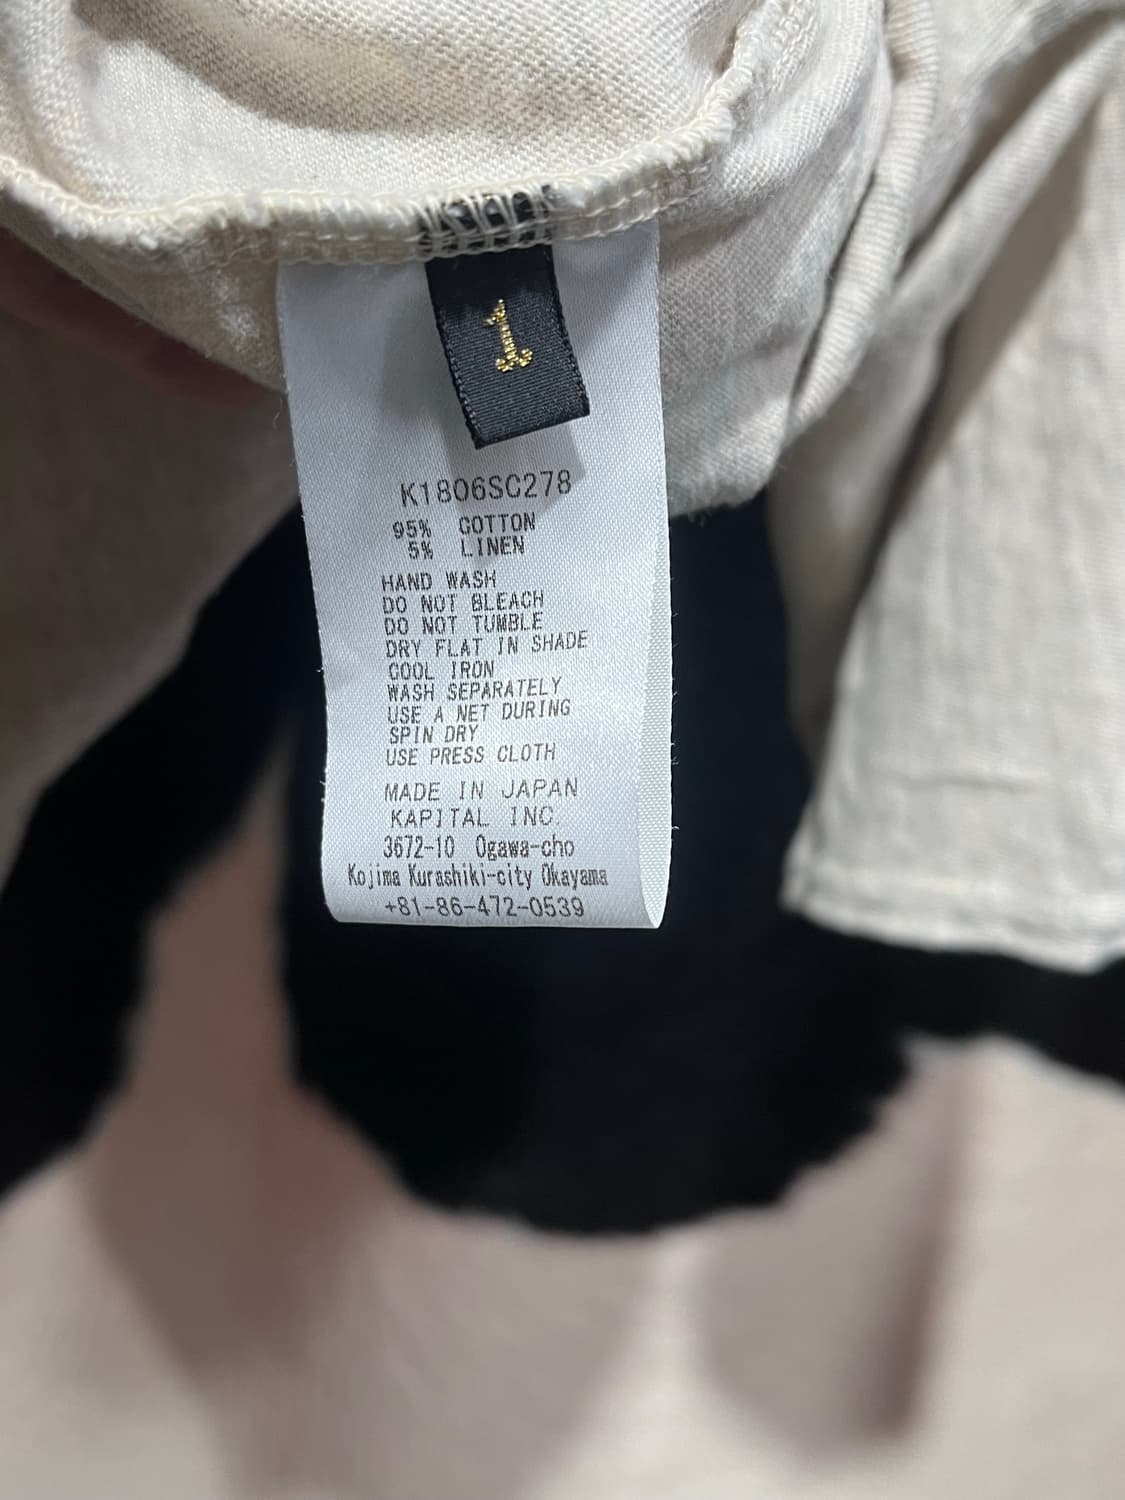 1
K1806SC278
95% COTTON
5% LINEN
HAND WASH
DO NOT BLEACH
DO NOT TUMBLE
DRY FLAT IN SHADE
COOL IRON
WASH SEPARATELY
USE A NET DURING
SPIN DRY
USE PRESS CLOTH
MADE IN JAPAN
KAPITAL INC.
3672-10 Ogawa-cho
Kojima Kurashiki-city Okayama
+81-86-472-0539